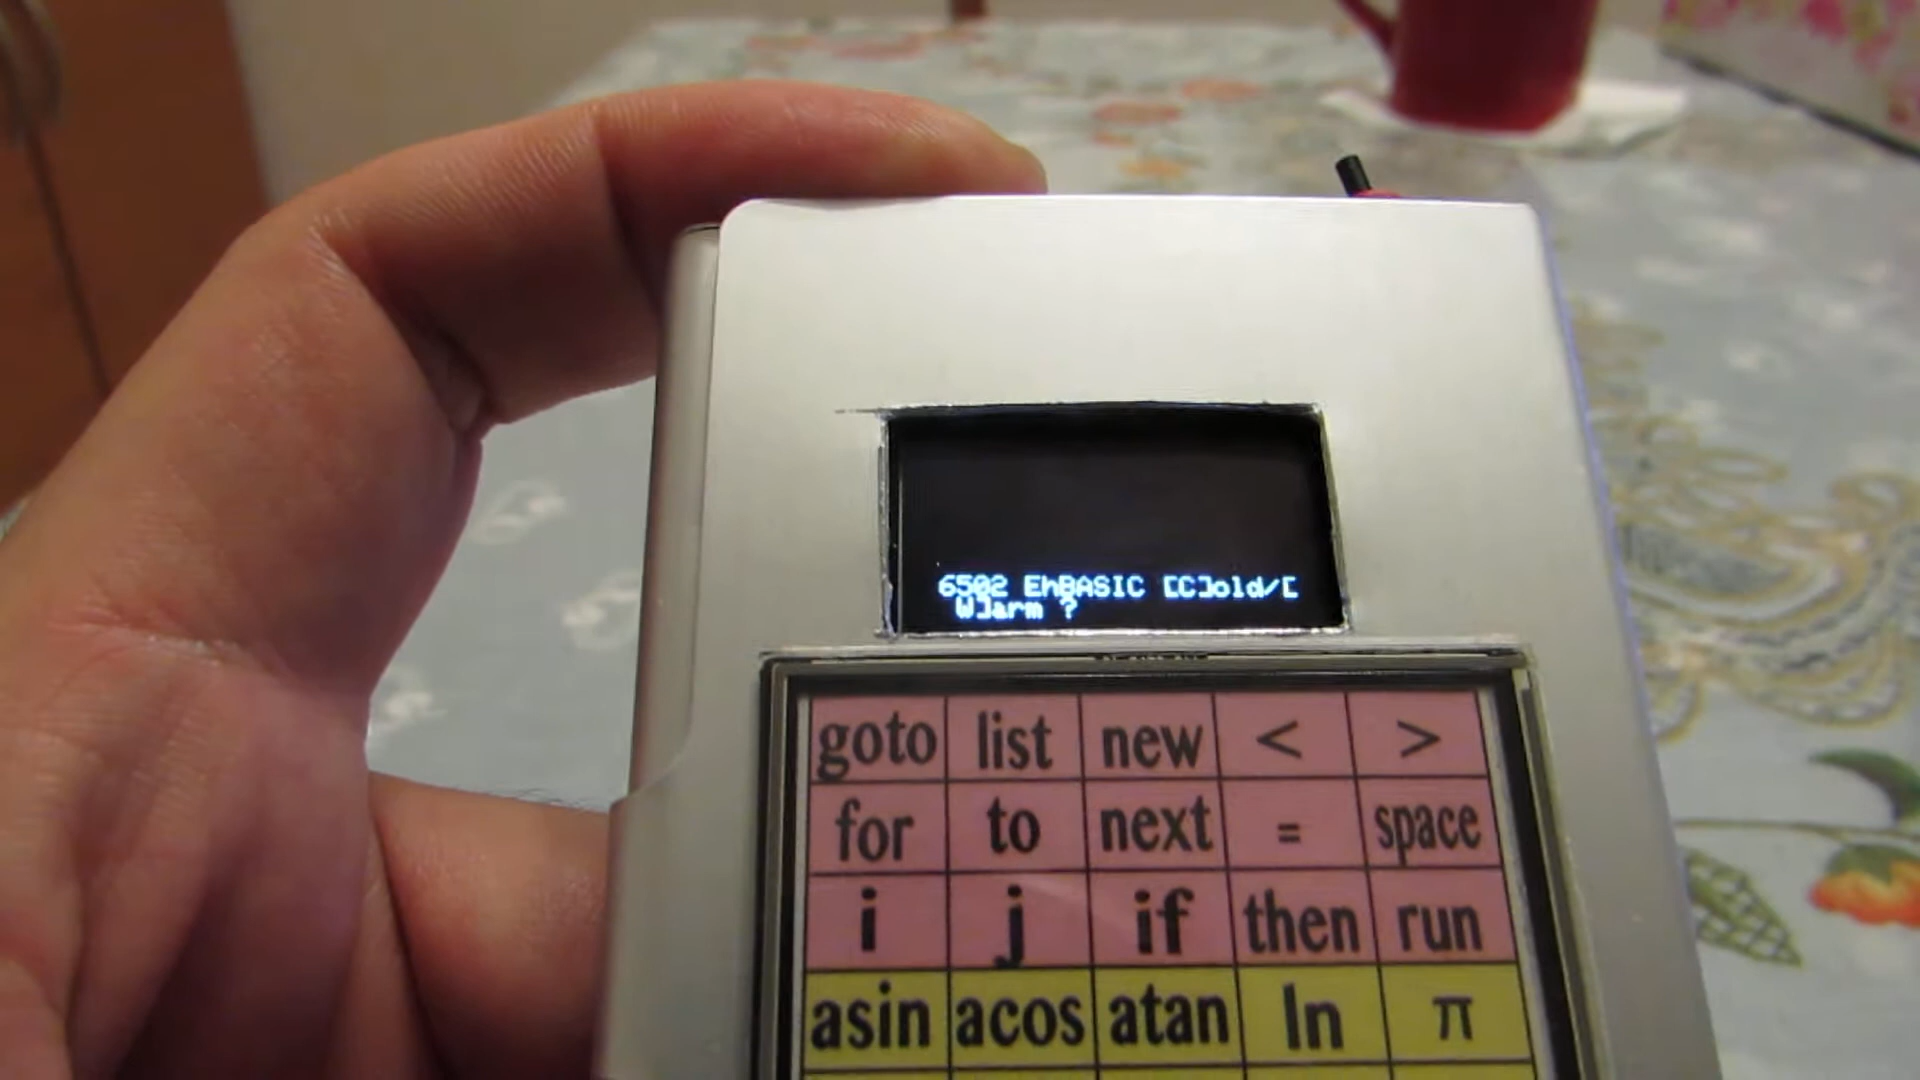 6502 EhBASIC [C]old/[
W]arm ?
goto list new < >
for to next = space
i j if then run
asin acos atan ln π